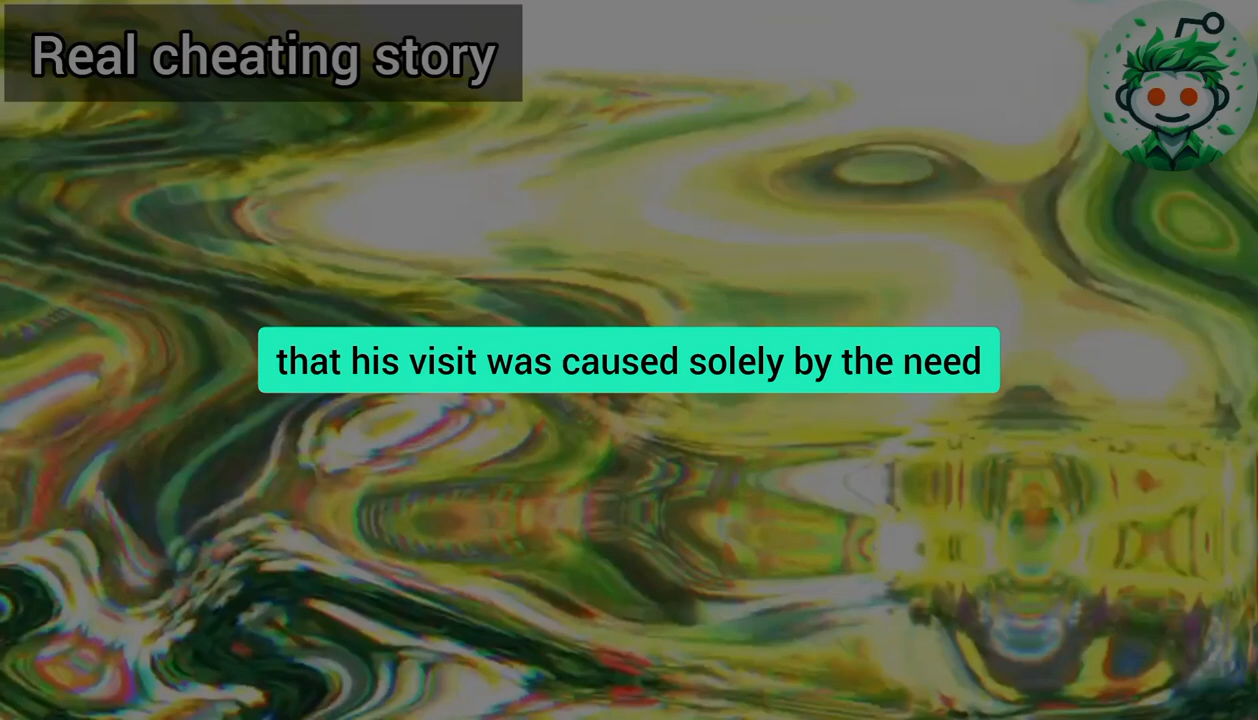 Real cheating story
that his visit was caused solely by the need